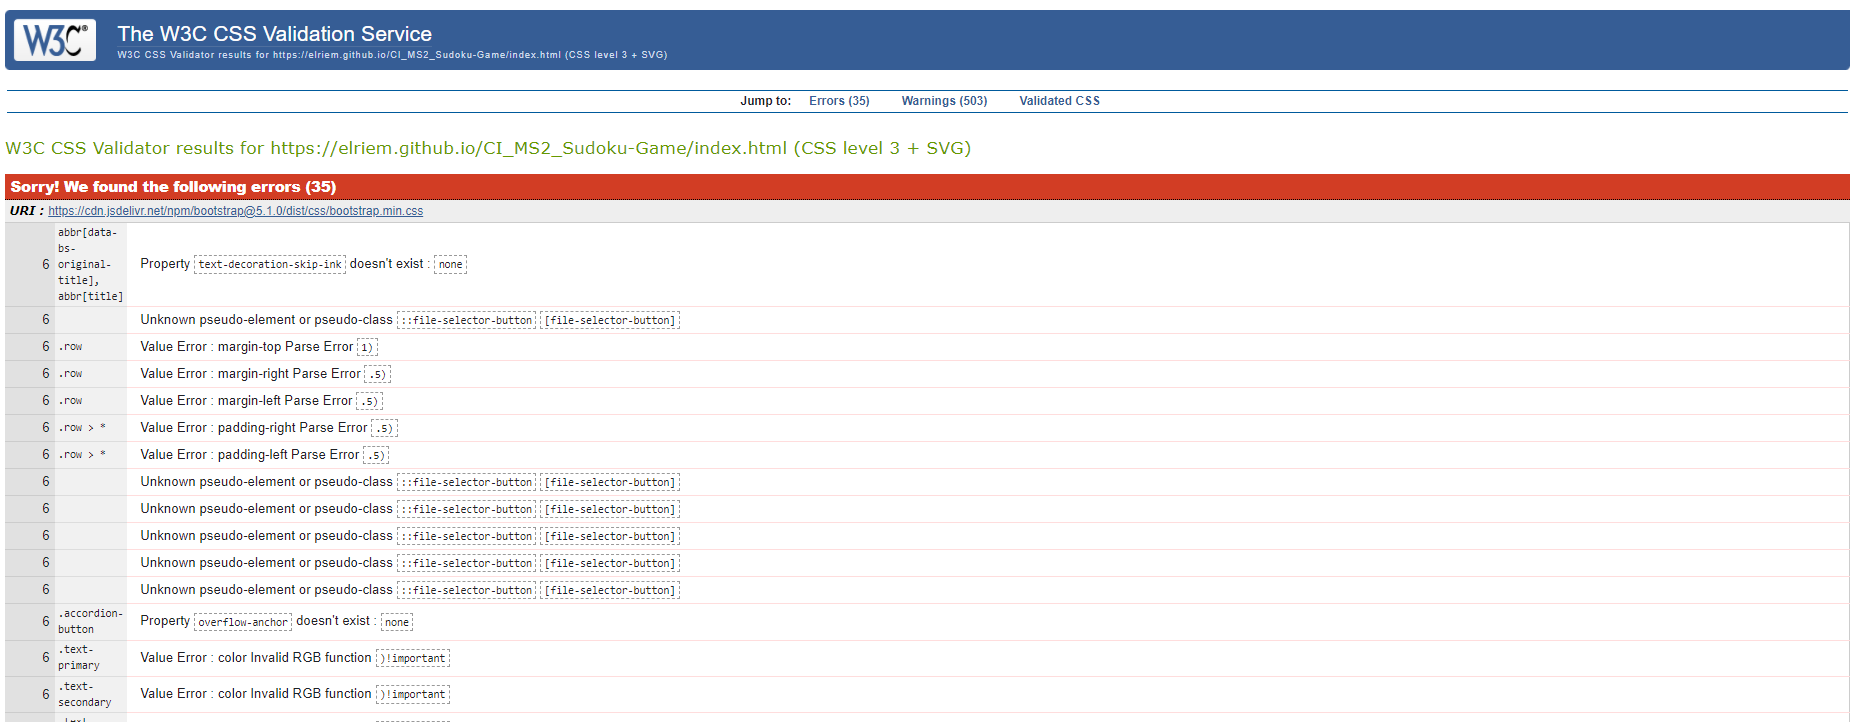 W3C®
The W3C CSS Validation Service
W3C CSS Validator results for https://elriem.github.io/CI_MS2_Sudoku-Game/index.html (CSS level 3 + SVG)
Jump to: Errors (35) Warnings (503) Validated CSS
W3C CSS Validator results for https://elriem.github.io/CI_MS2_Sudoku-Game/index.html (CSS level 3 + SVG)
Sorry! We found the following errors (35)
URI : https://cdn.jsdelivr.net/npm/bootstrap@5.1.0/dist/css/bootstrap.min.css
abbr[data-
bs-
6 original- Property text-decoration-skip-ink doesn't exist : none
title],
abbr[title]
6 Unknown pseudo-element or pseudo-class ::file-selector-button [file-selector-button]
6 .row Value Error : margin-top Parse Error 1)
6 .row Value Error : margin-right Parse Error .5)
6 .row Value Error : margin-left Parse Error .5)
6 .row > * Value Error : padding-right Parse Error .5)
6 .row > * Value Error : padding-left Parse Error .5)
6 Unknown pseudo-element or pseudo-class ::file-selector-button [file-selector-button]
6 Unknown pseudo-element or pseudo-class ::file-selector-button [file-selector-button]
6 Unknown pseudo-element or pseudo-class ::file-selector-button [file-selector-button]
6 Unknown pseudo-element or pseudo-class ::file-selector-button [file-selector-button]
6 Unknown pseudo-element or pseudo-class ::file-selector-button [file-selector-button]
.accordion-
6 button Property overflow-anchor doesn't exist : none
.text-
6 primary Value Error : color Invalid RGB function )!important
.text-
6 secondary Value Error : color Invalid RGB function )!important